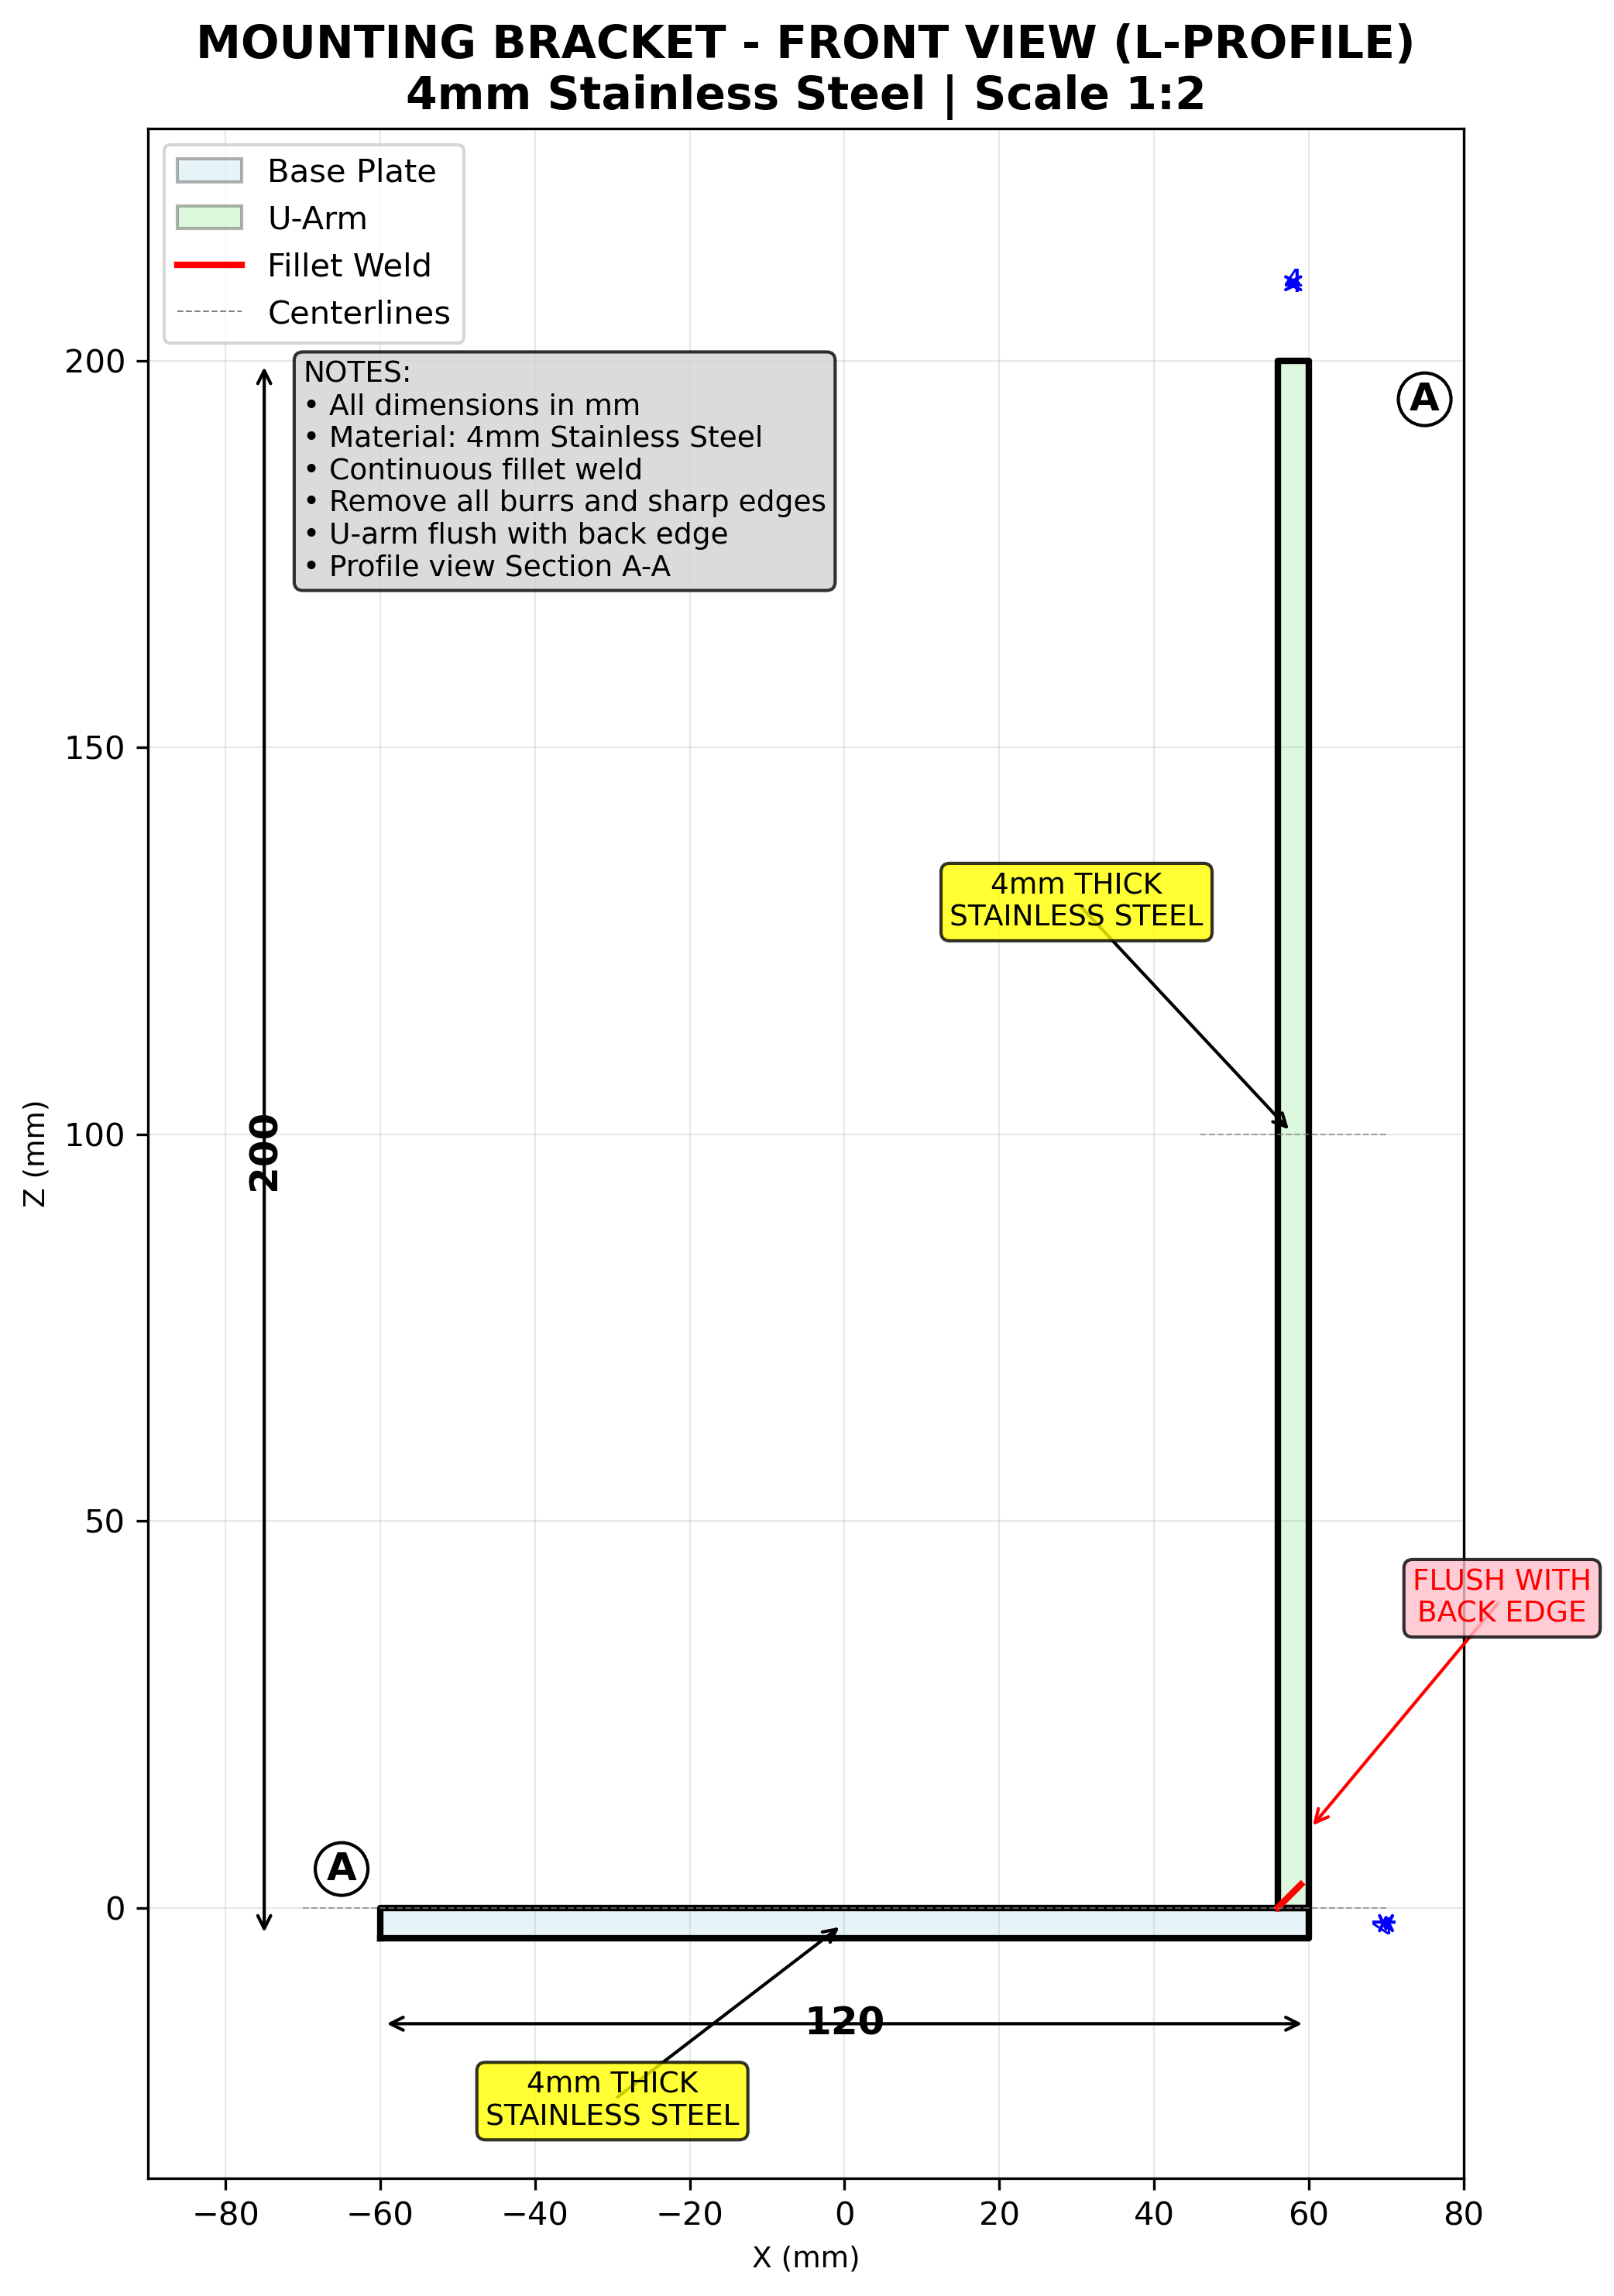 MOUNTING BRACKET - FRONT VIEW (L-PROFILE)
4mm Stainless Steel | Scale 1:2
Base Plate
U-Arm
Fillet Weld
Centerlines
4
200
NOTES:
• All dimensions in mm
• Material: 4mm Stainless Steel
• Continuous fillet weld
• Remove all burrs and sharp edges
• U-arm flush with back edge
• Profile view Section A-A
A
150
4mm THICK
STAINLESS STEEL
200
100
Z (mm)
50
FLUSH WITH
BACK EDGE
A
0
4
120
4mm THICK
STAINLESS STEEL
−80 −60 −40 −20 0 20 40 60 80
X (mm)